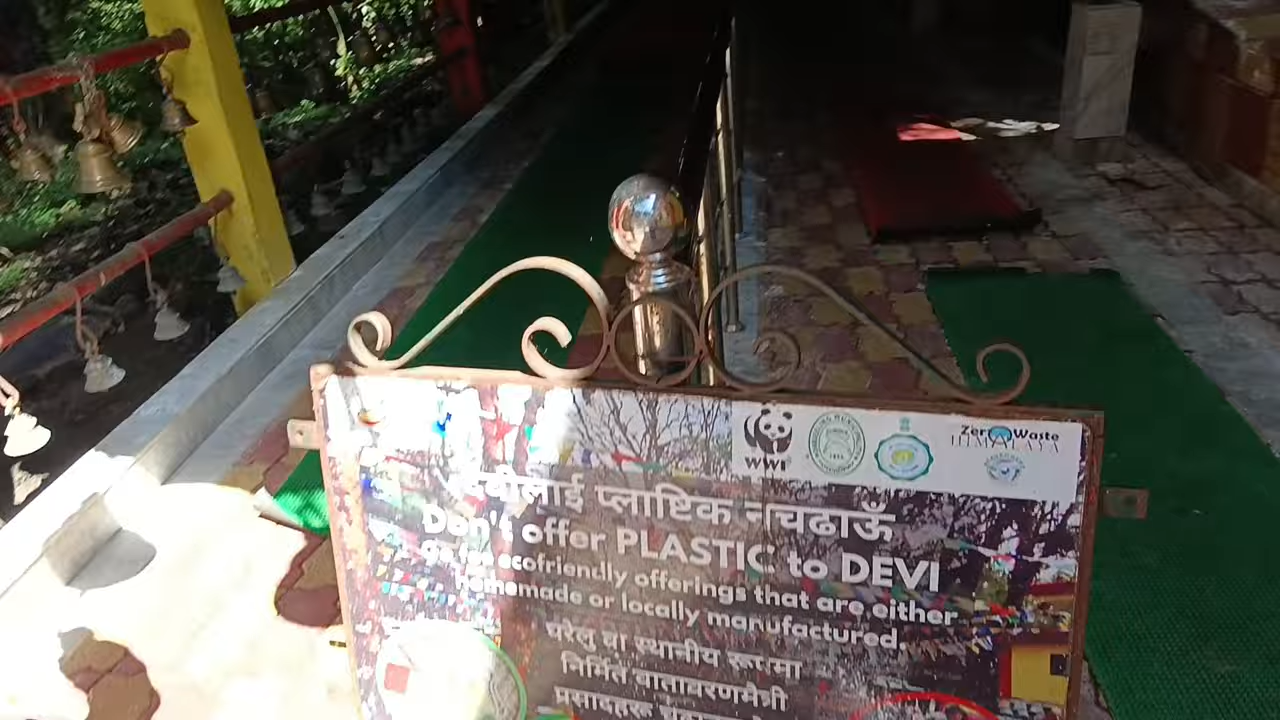 WWF
Zero Waste
HIMALAYA
देवीलाई प्लाष्टिक नचढाऔँ
Don't offer PLASTIC to DEVI
ecofriendly offerings that are either
homemade or locally manufactured.
घरेलु वा स्थानीय रूपमा
निर्मित वातावरणमैत्री